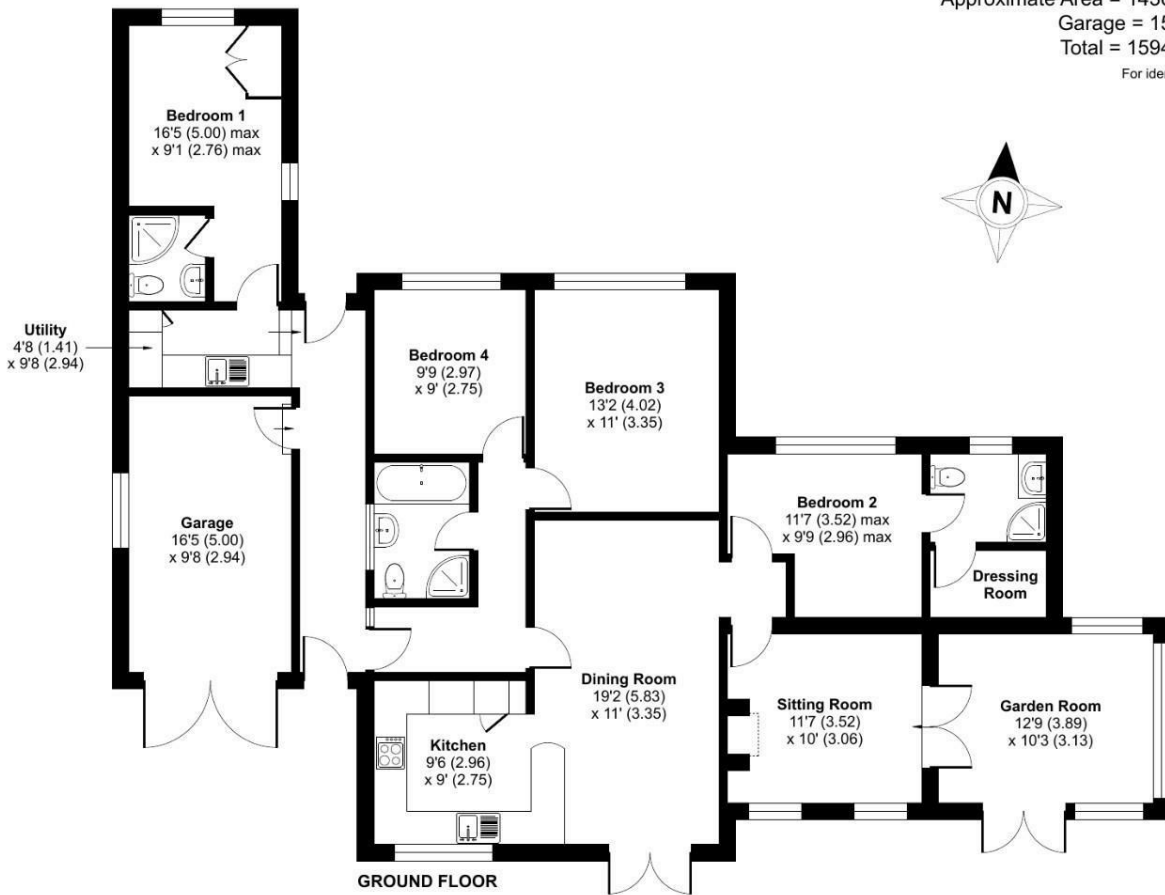 Approximate Area = 1436
Garage = 15
Total = 1594
For iden
N
Bedroom 1
16'5 (5.00) max
x 9'1 (2.76) max
Utility
4'8 (1.41)
x 9'8 (2.94)
Bedroom 4
9'9 (2.97)
x 9' (2.75)
Bedroom 3
13'2 (4.02)
x 11' (3.35)
Bedroom 2
11'7 (3.52) max
x 9'9 (2.96) max
Garage
16'5 (5.00)
x 9'8 (2.94)
Dressing
Room
Dining Room
19'2 (5.83)
x 11' (3.35)
Sitting Room
11'7 (3.52)
x 10' (3.06)
Garden Room
12'9 (3.89)
x 10'3 (3.13)
Kitchen
9'6 (2.96)
x 9' (2.75)
GROUND FLOOR